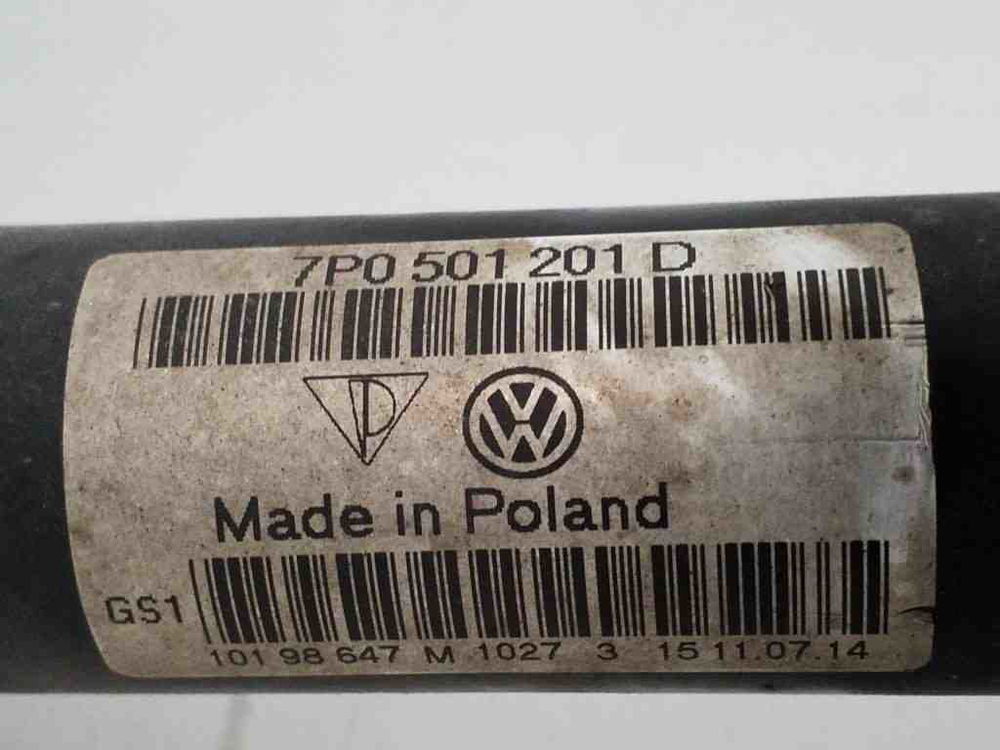 7P0 501 201 D
Made in Poland
GS1
101 98 647 M 1027 3 15 11.07.14